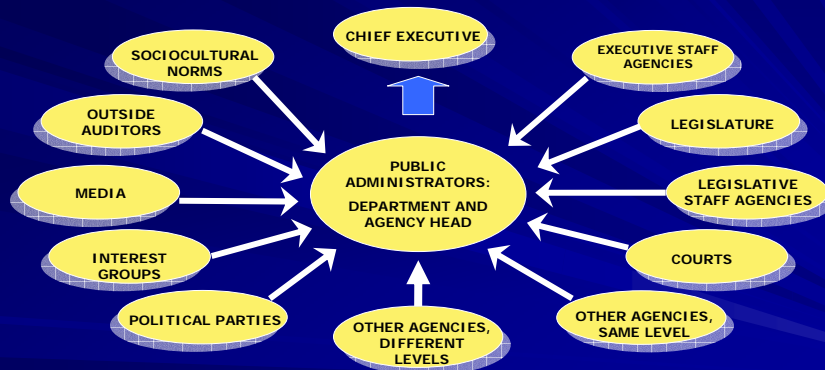 CHIEF EXECUTIVE
SOCIOCULTURAL
NORMS
EXECUTIVE STAFF
AGENCIES
OUTSIDE
AUDITORS
LEGISLATURE
PUBLIC
ADMINISTRATORS:
DEPARTMENT AND
AGENCY HEAD
MEDIA
LEGISLATIVE
STAFF AGENCIES
INTEREST
GROUPS
COURTS
POLITICAL PARTIES
OTHER AGENCIES,
DIFFERENT
LEVELS
OTHER AGENCIES,
SAME LEVEL